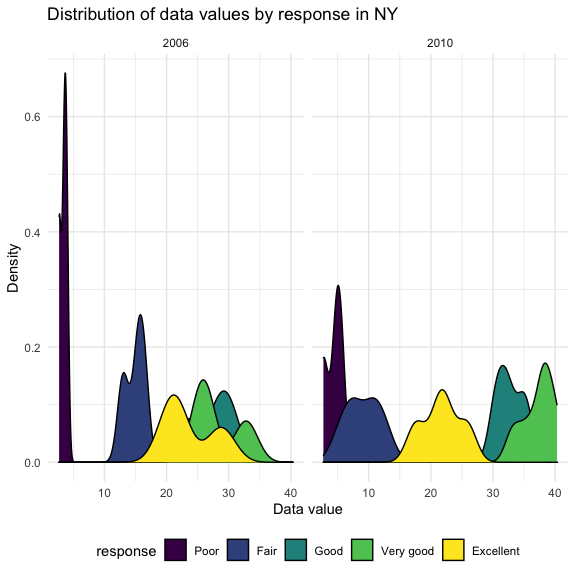 Distribution of data values by response in NY
2006 2010
0.6
0.4
0.2
0.0
Density
10 20 30 40 10 20 30 40
Data value
response Poor Fair Good Very good Excellent